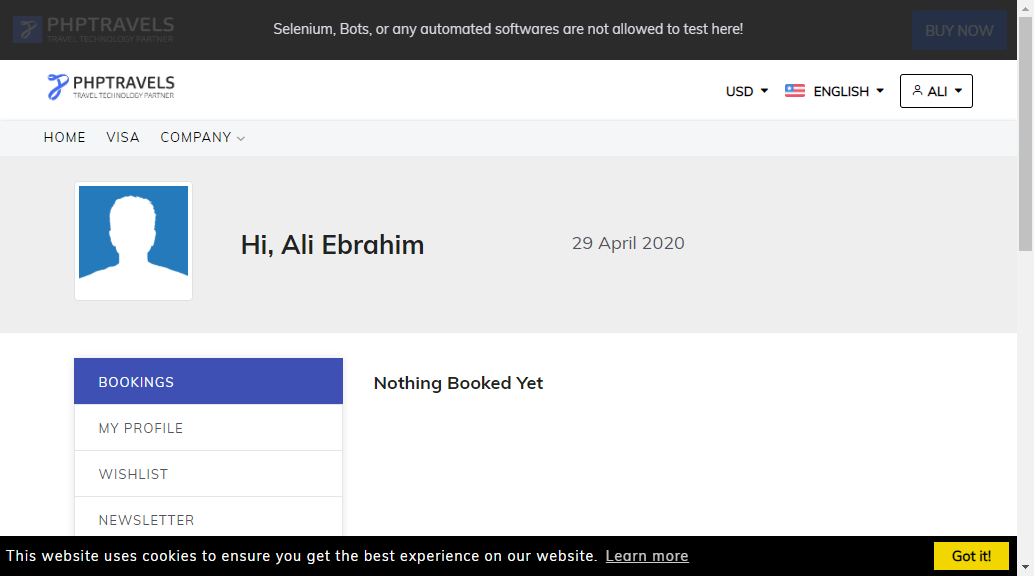 PHPTRAVELS
TRAVEL TECHNOLOGY PARTNER
Selenium, Bots, or any automated softwares are not allowed to test here!
BUY NOW
PHPTRAVELS
TRAVEL TECHNOLOGY PARTNER
USD
ENGLISH
ALI
HOME
VISA
COMPANY
Hi, Ali Ebrahim
29 April 2020
BOOKINGS
Nothing Booked Yet
MY PROFILE
WISHLIST
NEWSLETTER
This website uses cookies to ensure you get the best experience on our website. Learn more
Got it!